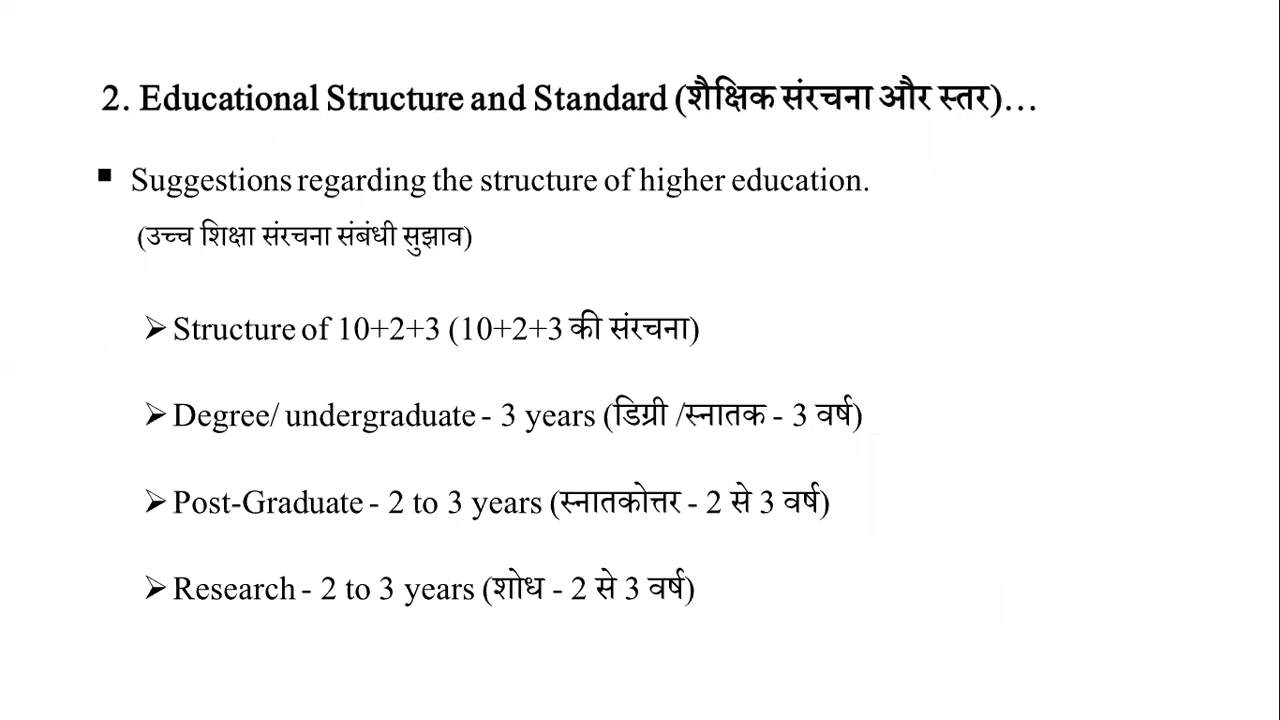 2. Educational Structure and Standard (शैक्षिक संरचना और स्तर)...
▪ Suggestions regarding the structure of higher education.
(उच्च शिक्षा संरचना संबंधी सुझाव)
➢ Structure of 10+2+3 (10+2+3 की संरचना)
➢ Degree/ undergraduate - 3 years (डिग्री /स्नातक - 3 वर्ष)
➢ Post-Graduate - 2 to 3 years (स्नातकोत्तर - 2 से 3 वर्ष)
➢ Research - 2 to 3 years (शोध - 2 से 3 वर्ष)